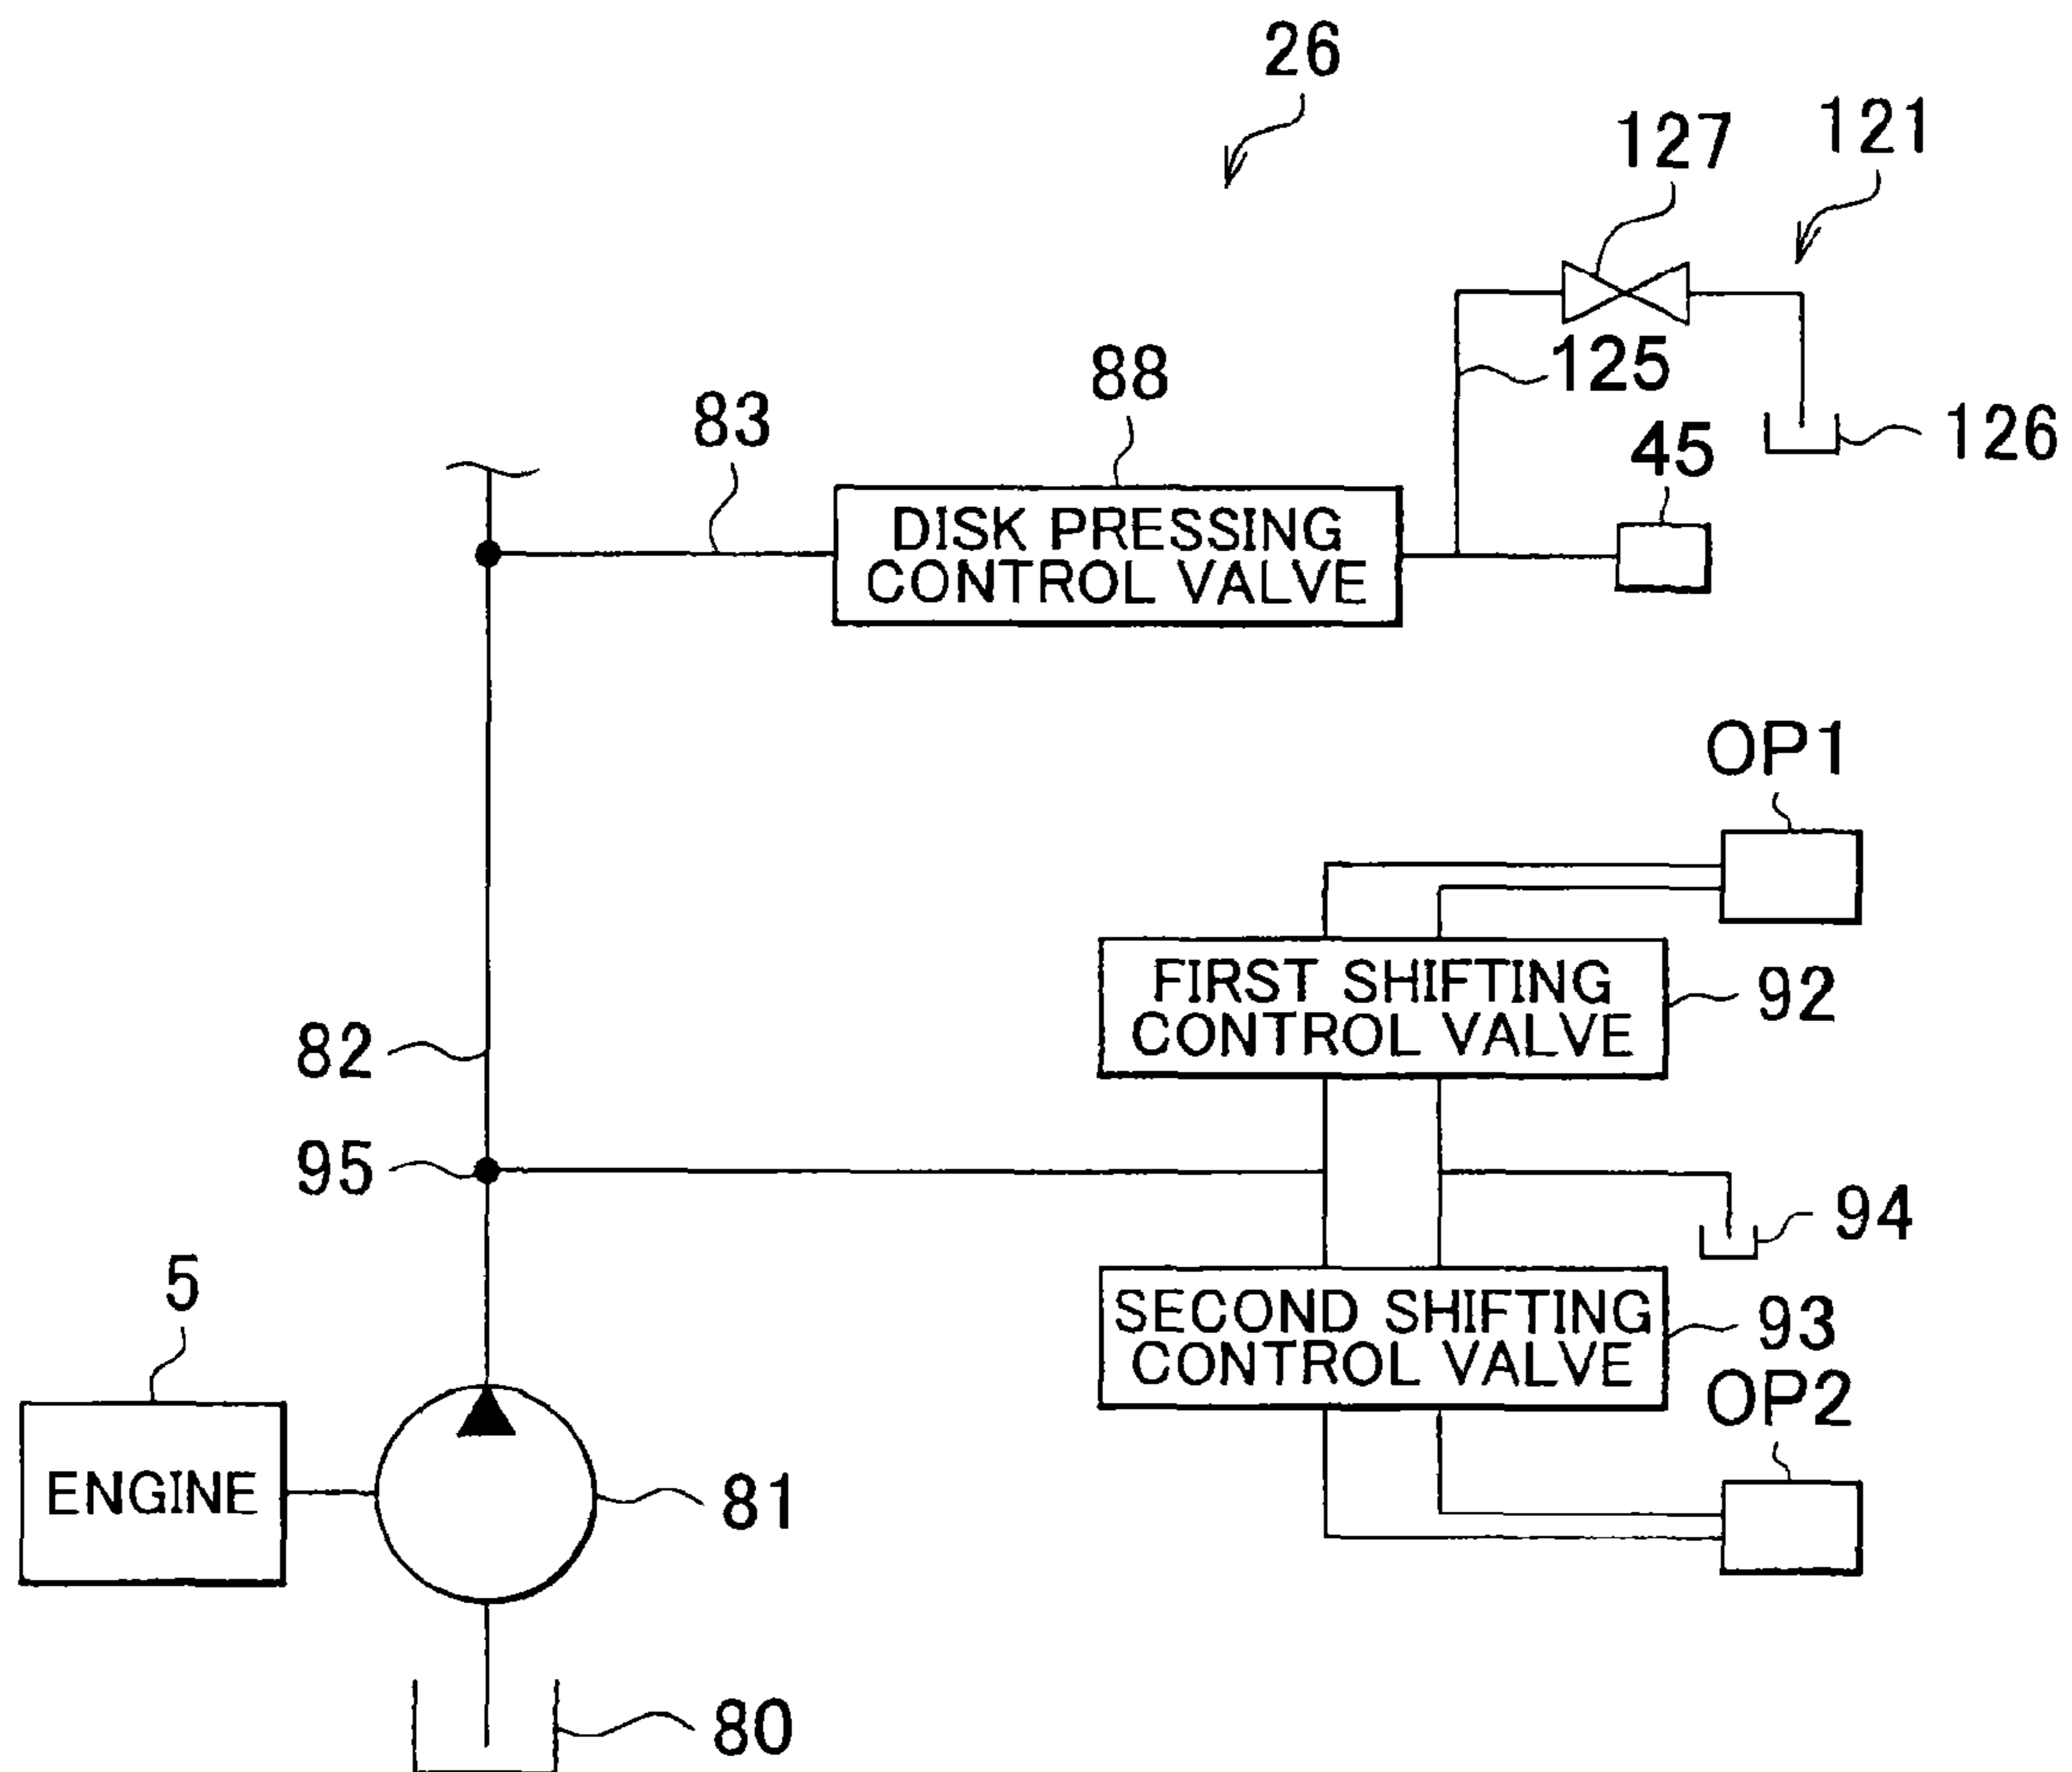 26
127
121
125
126
88
83
45
DISK PRESSING
CONTROL VALVE
OP1
FIRST SHIFTING
CONTROL VALVE
92
82
95
94
5
SECOND SHIFTING
CONTROL VALVE
93
OP2
ENGINE
81
80